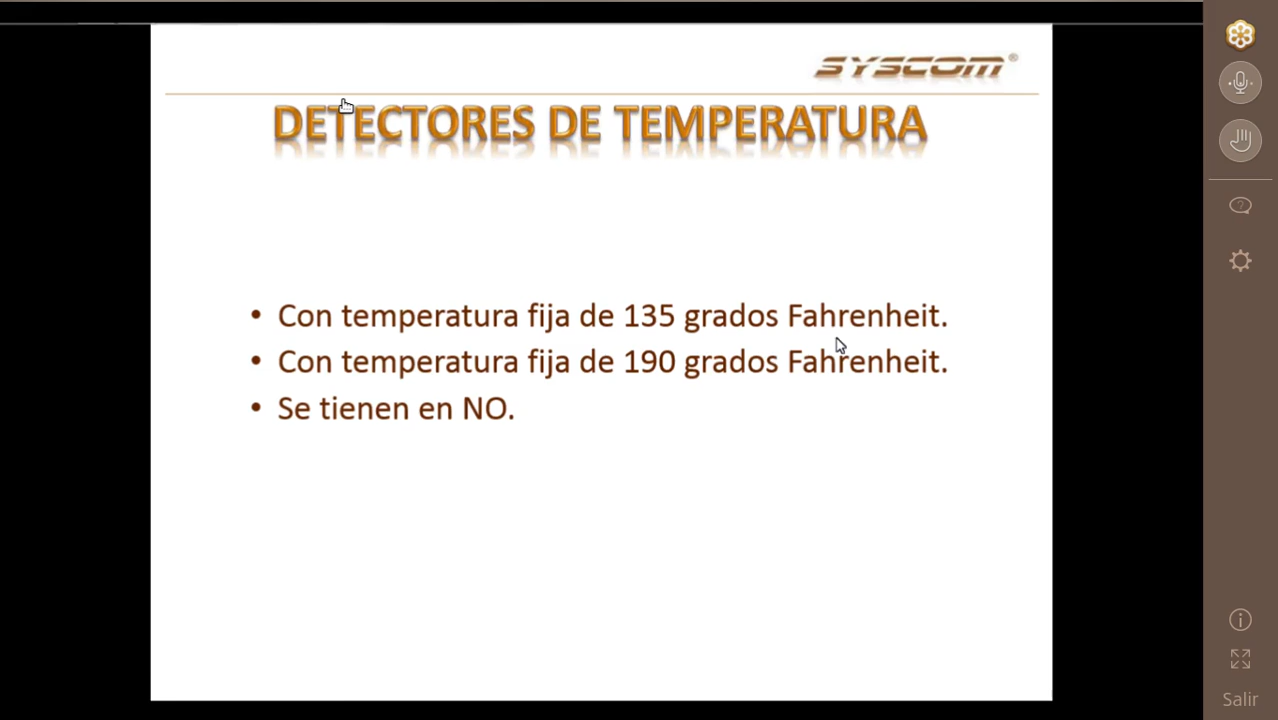 SYSCOM®
DETECTORES DE TEMPERATURA
• Con temperatura fija de 135 grados Fahrenheit.
• Con temperatura fija de 190 grados Fahrenheit.
• Se tienen en NO.
Salir